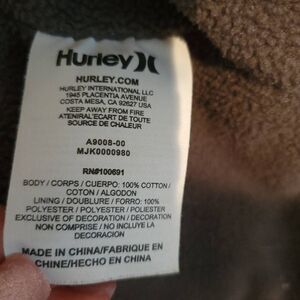 Hurley
HURLEY.COM
HURLEY INTERNATIONAL LLC
1945 PLACENTIA AVENUE
COSTA MESA, CA 92627 USA
KEEP AWAY FROM FIRE
ATENIRAL'ECART DE TOUTE
SOURCE DE CHALEUR
A9008-00
MJK0000980
RN#100691
BODY / CORPS / CUERPO: 100% COTTON /
COTON / ALGODON
LINING / DOUBLURE / FORRO: 100%
POLYESTER / POLYESTER / POLIESTER
EXCLUSIVE OF DECORATION / DECORATION
NON COMPRISE / NO INCLUYE LA
DECORACION
MADE IN CHINA/FABRIQUE EN
CHINE/HECHO EN CHINA